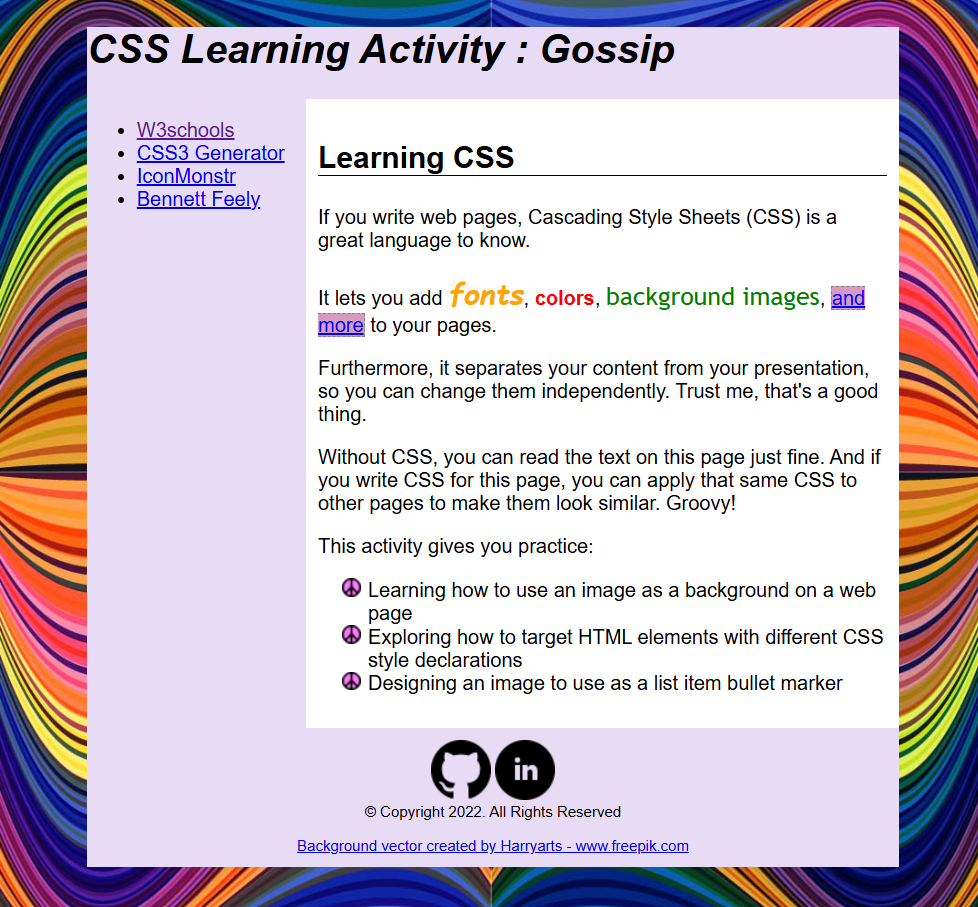 CSS Learning Activity : Gossip
W3schools
CSS3 Generator
IconMonstr
Bennett Feely
Learning CSS
If you write web pages, Cascading Style Sheets (CSS) is a
great language to know.
It lets you add fonts, colors, background images, and
more to your pages.
Furthermore, it separates your content from your presentation,
so you can change them independently. Trust me, that's a good
thing.
Without CSS, you can read the text on this page just fine. And if
you write CSS for this page, you can apply that same CSS to
other pages to make them look similar. Groovy!
This activity gives you practice:
Learning how to use an image as a background on a web
page
Exploring how to target HTML elements with different CSS
style declarations
Designing an image to use as a list item bullet marker
in
© Copyright 2022. All Rights Reserved
Background vector created by Harryarts - www.freepik.com